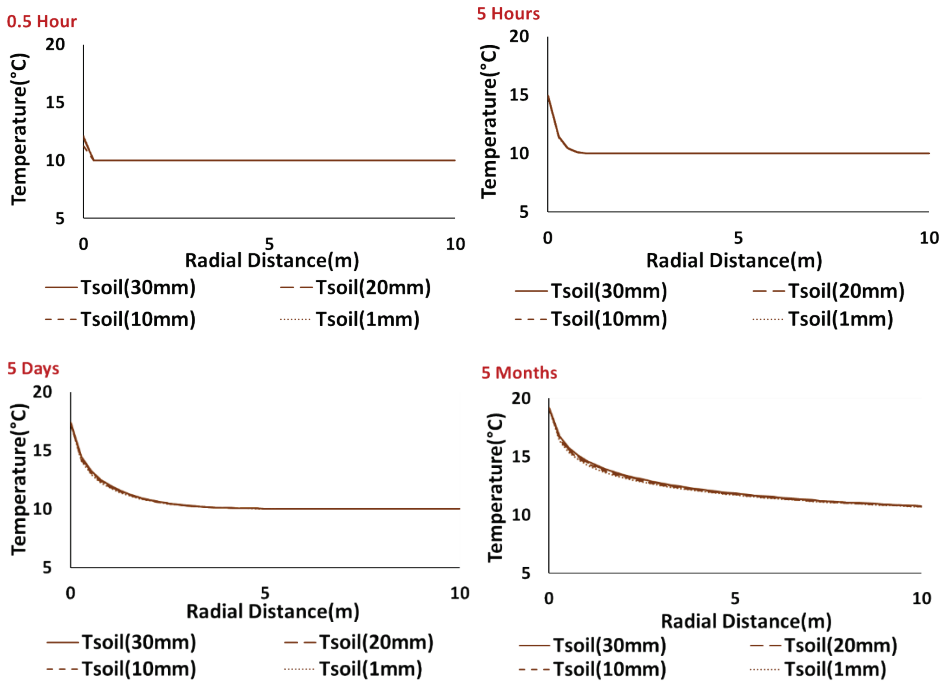 0.5 Hour
Temperature(°C)
20
15
10
5
0 5 10
Radial Distance(m)
Tsoil(30mm) Tsoil(20mm)
Tsoil(10mm) Tsoil(1mm)
5 Hours
Temperature(°C)
20
15
10
5
0 5 10
Radial Distance(m)
Tsoil(30mm) Tsoil(20mm)
Tsoil(10mm) Tsoil(1mm)
5 Days
Temperature(°C)
20
15
10
5
0 5 10
Radial Distance(m)
Tsoil(30mm) Tsoil(20mm)
Tsoil(10mm) Tsoil(1mm)
5 Months
Temperature(°C)
20
15
10
5
0 5 10
Radial Distance(m)
Tsoil(30mm) Tsoil(20mm)
Tsoil(10mm) Tsoil(1mm)